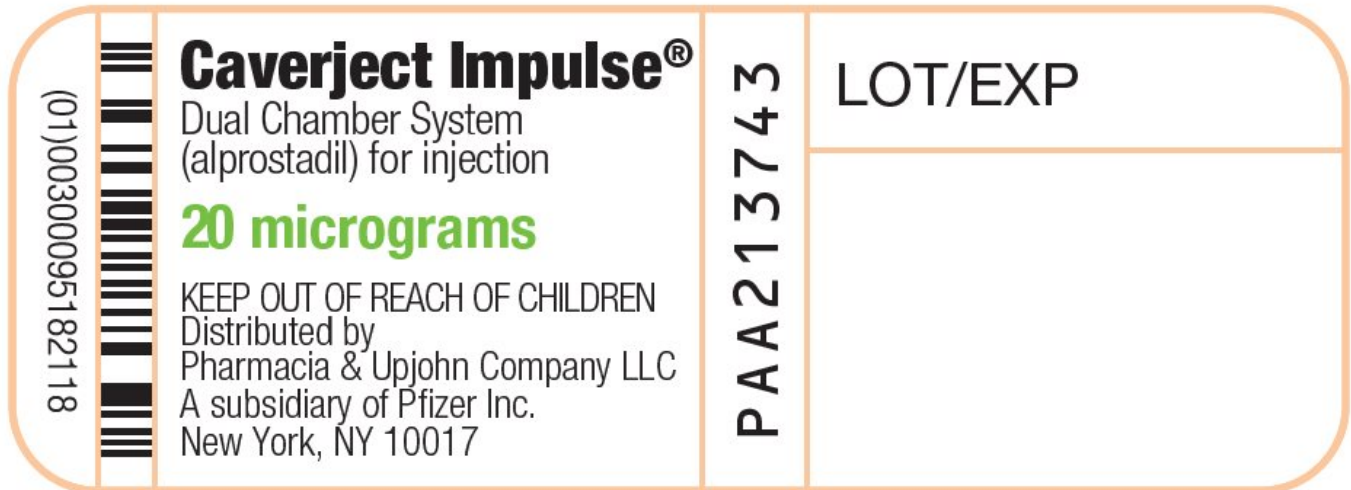 (01)00300009518218
Caverject Impulse®
Dual Chamber System
(alprostadil) for injection
20 micrograms
KEEP OUT OF REACH OF CHILDREN
Distributed by
Pharmacia & Upjohn Company LLC
A subsidiary of Pfizer Inc.
New York, NY 10017
PAA213743
LOT/EXP